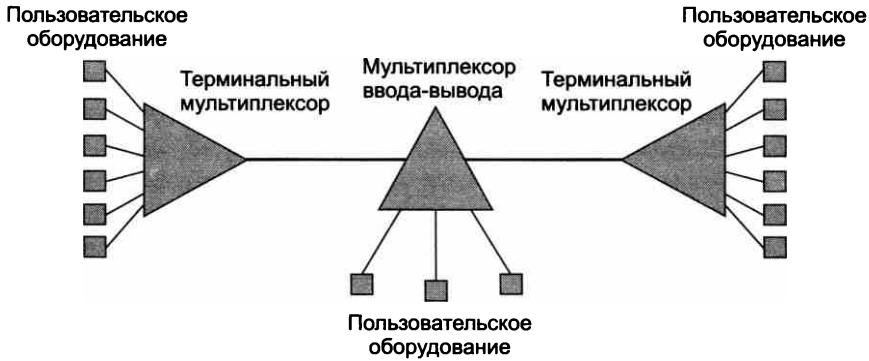 Пользовательское
оборудование
Пользовательское
оборудование
Терминальный
мультиплексор
Мультиплексор
ввода-вывода
Терминальный
мультиплексор
Пользовательское
оборудование